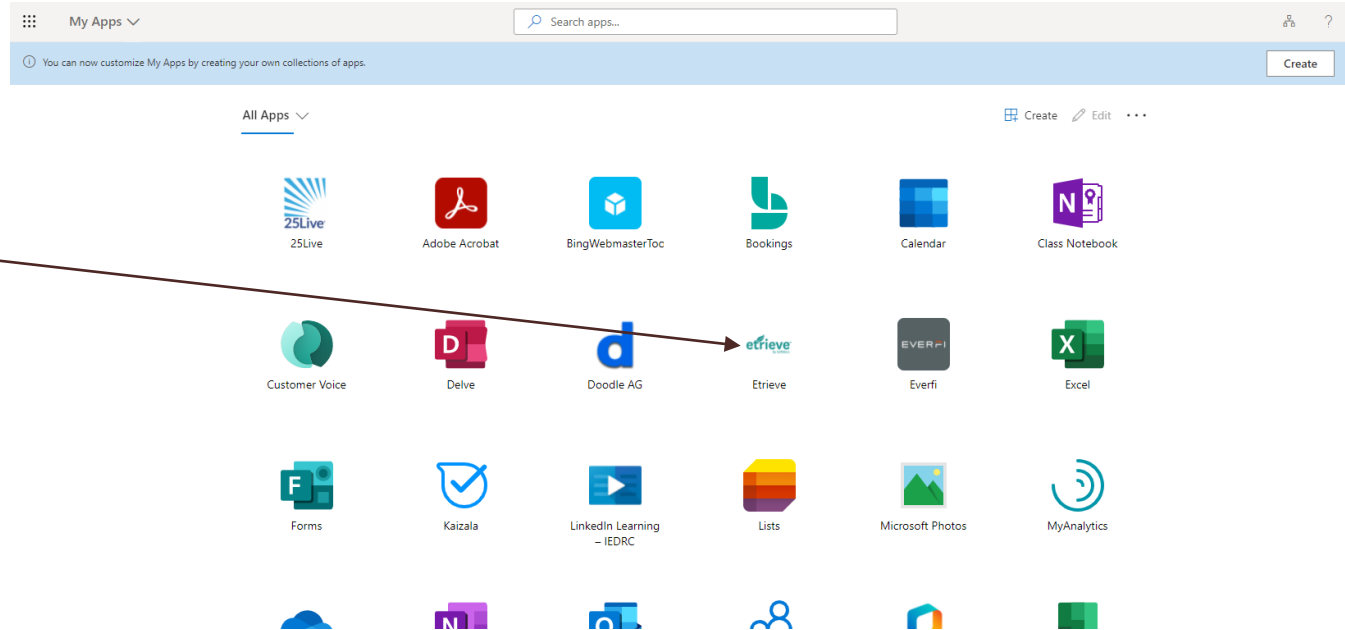 My Apps
Search apps...
?
You can now customize My Apps by creating your own collections of apps.
Create
All Apps
Create
Edit
25Live
25Live
Adobe Acrobat
BingWebmasterToc
Bookings
Calendar
N
Class Notebook
Customer Voice
D
Delve
d
Doodle AG
etrieve
Etrieve
EVERFI
Everfi
X
Excel
F
Forms
Kaizala
LinkedIn Learning
– IEDRC
Lists
Microsoft Photos
MyAnalytics
N
O